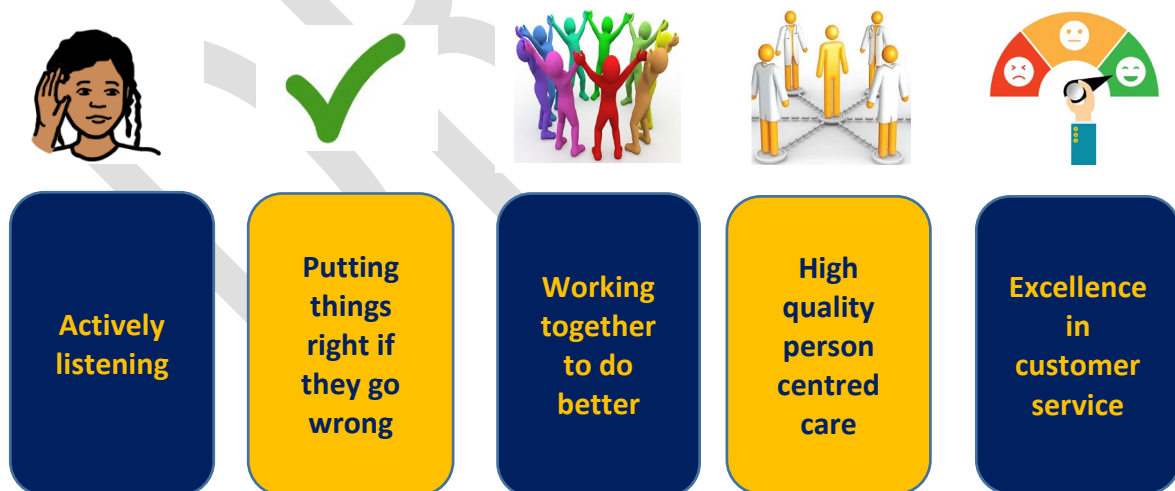 Actively
listening
Putting
things
right if
they go
wrong
Working
together
to do
better
High
quality
person
centred
care
Excellence
in
customer
service